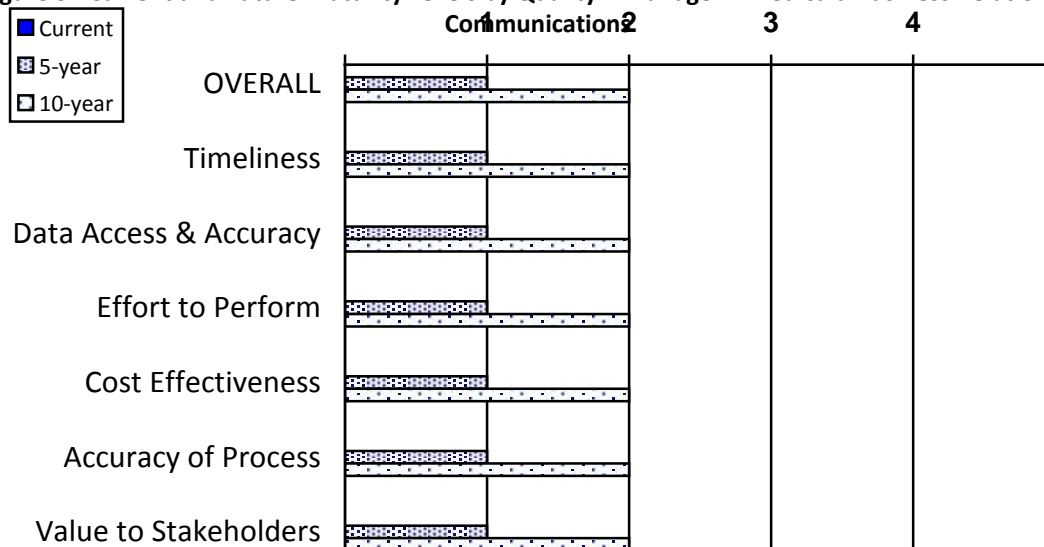 Communications
1 2 3 4
Current
5-year
10-year
OVERALL
Timeliness
Data Access & Accuracy
Effort to Perform
Cost Effectiveness
Accuracy of Process
Value to Stakeholders